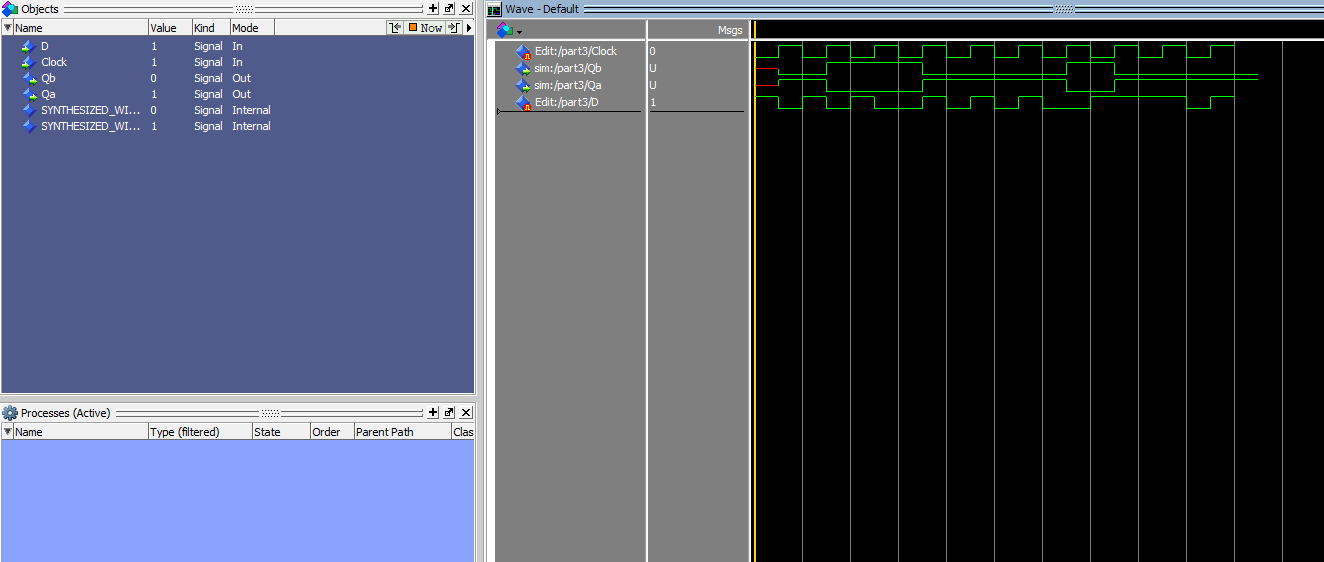 Objects
Name Value Kind Mode Now
D 1 Signal In
Clock 1 Signal In
Qb 0 Signal Out
Qa 1 Signal Out
SYNTHESIZED_WI... 0 Signal Internal
SYNTHESIZED_WI... 1 Signal Internal
Processes (Active)
Name Type (filtered) State Order Parent Path Clas
Wave - Default
Msgs
Edit:/part3/Clock 0
sim:/part3/Qb U
sim:/part3/Qa U
Edit:/part3/D 1